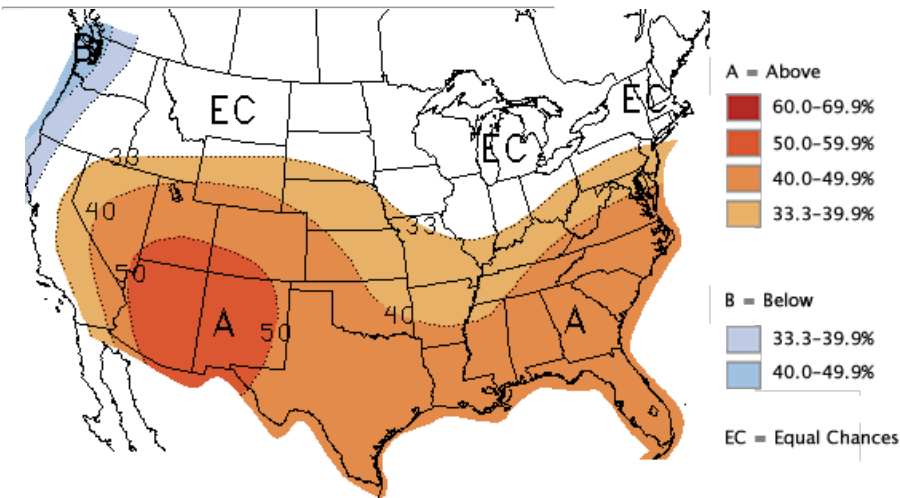 B
EC
EC
EC
33
40
33
50
40
A
50
A
A = Above
60.0-69.9%
50.0-59.9%
40.0-49.9%
33.3-39.9%
B = Below
33.3-39.9%
40.0-49.9%
EC = Equal Chances